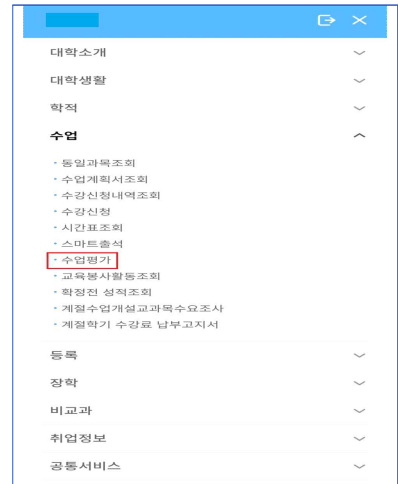 대학소개
대학생활
학적
수업
동일과목조회
수업계획서조회
수강신청내역조회
수강신청
시간표조회
스마트출석
수업평가
교육봉사활동조회
확정전 성적조회
계절수업개설교과목수요조사
계절학기 수강료 납부고지서
등록
장학
비교과
취업정보
공통서비스